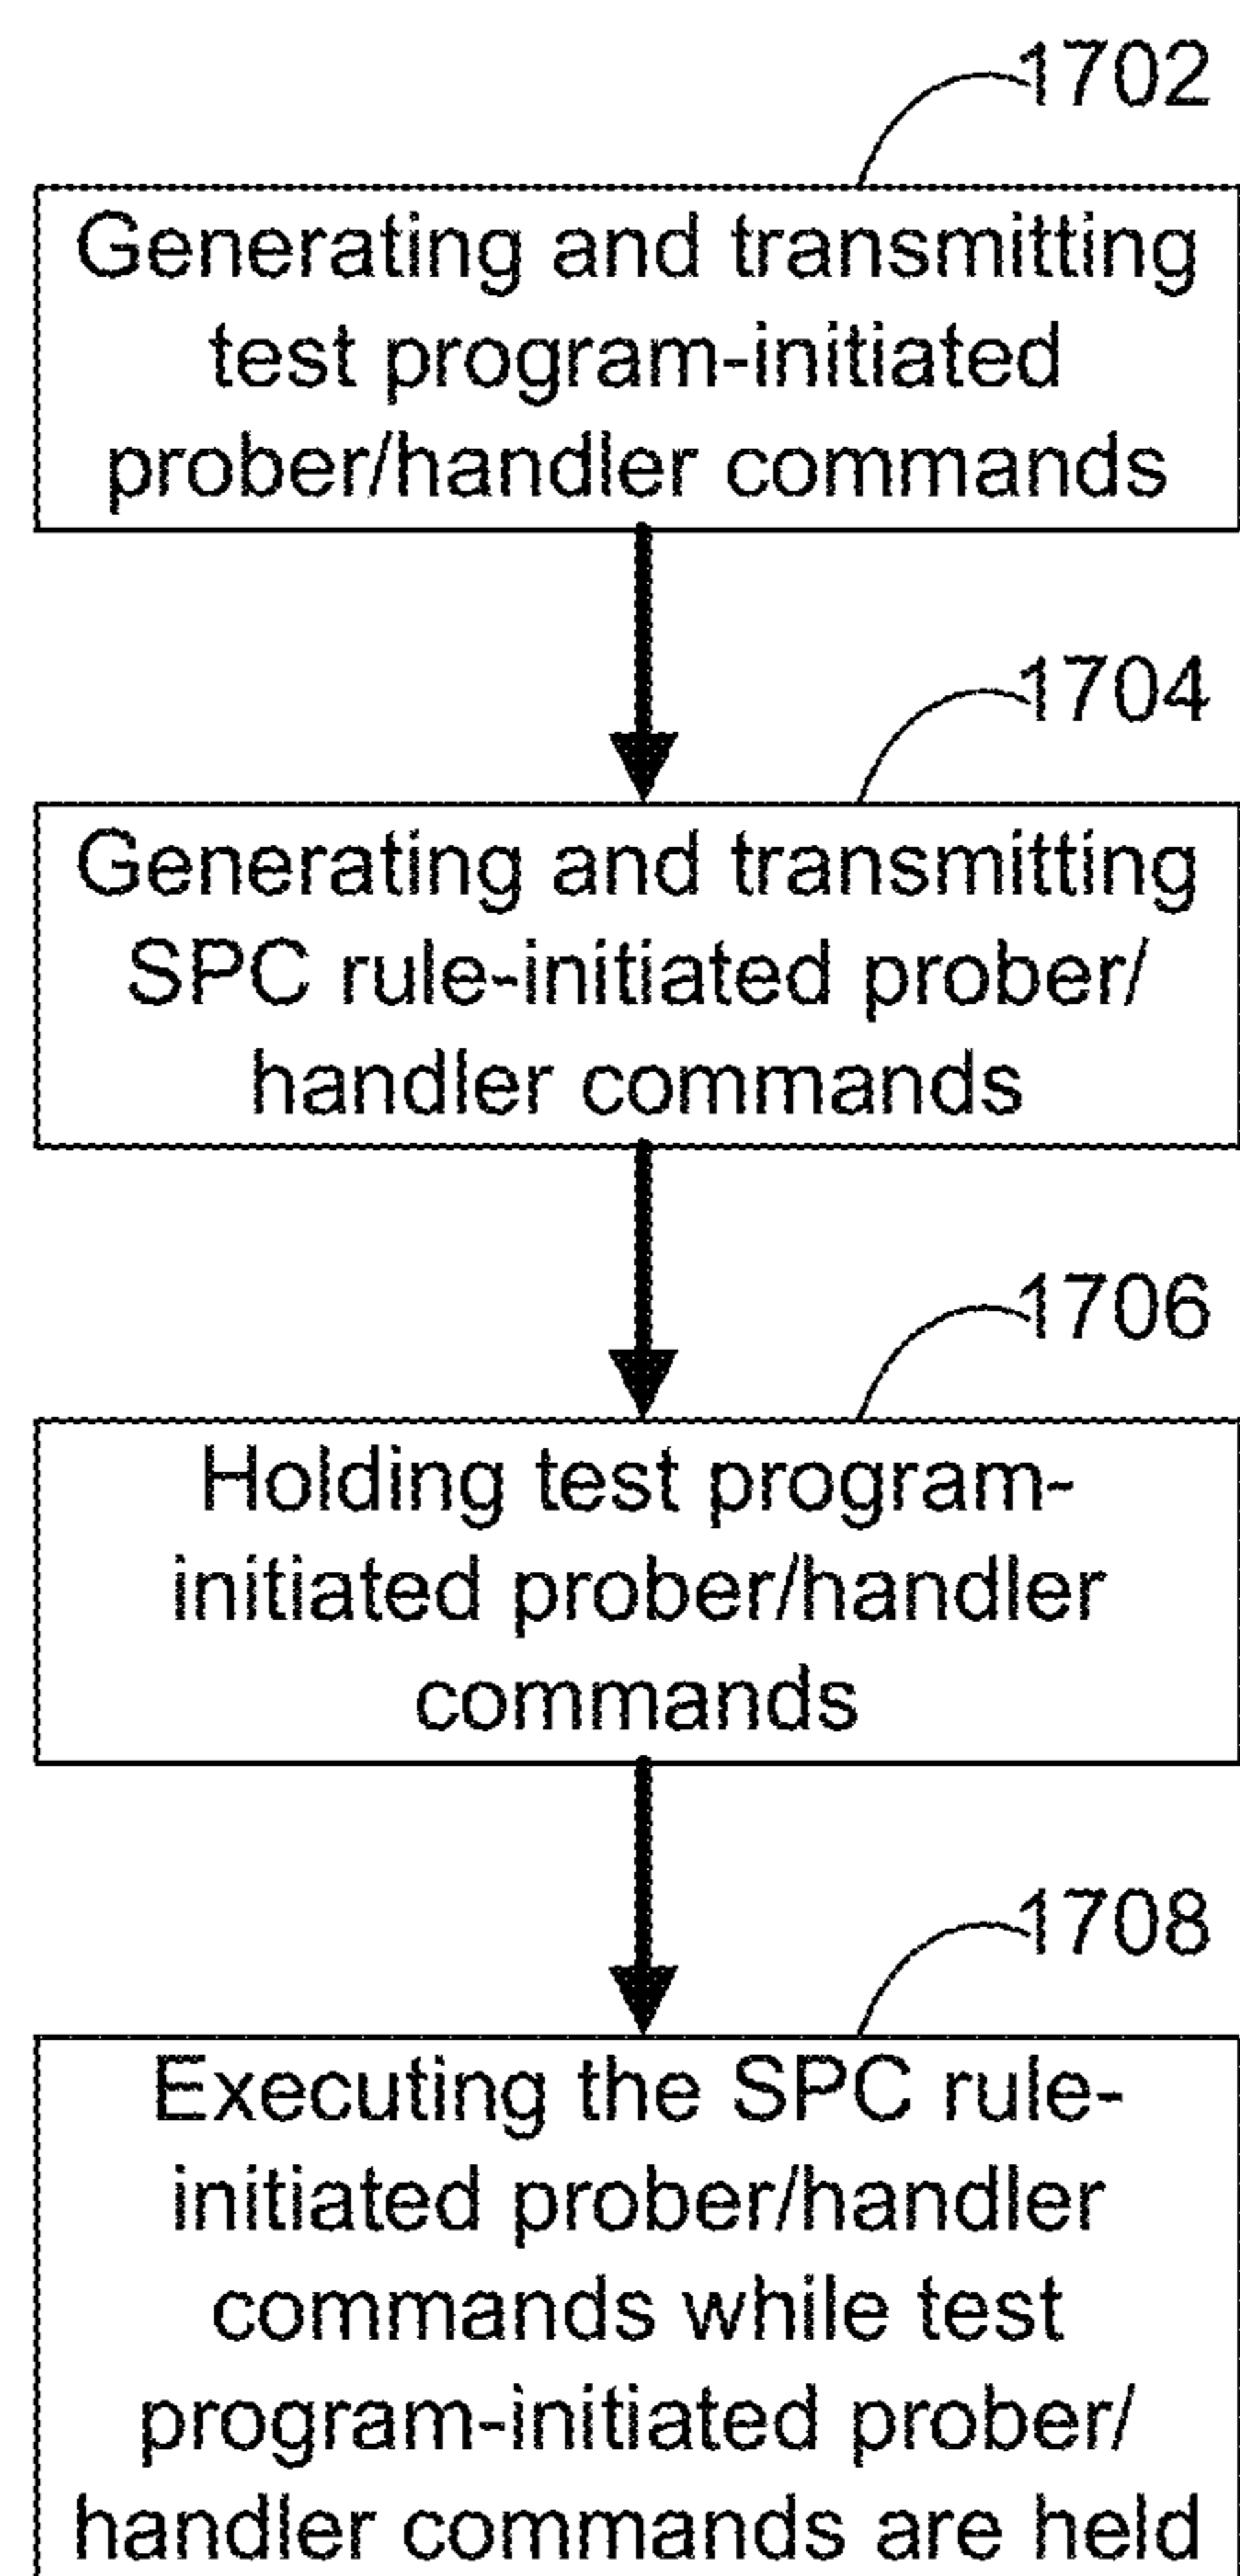 1702
Generating and transmitting
test program-initiated
prober/handler commands
1704
Generating and transmitting
SPC rule-initiated prober/
handler commands
1706
Holding test program-
initiated prober/handler
commands
1708
Executing the SPC rule-
initiated prober/handler
commands while test
program-initiated prober/
handler commands are held